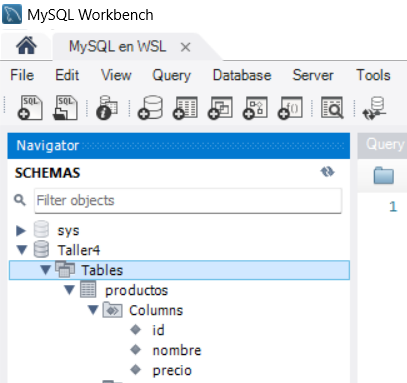 MySQL Workbench
MySQL en WSL
File Edit View Query Database Server Tools
SQL SQL f()
Navigator Query
SCHEMAS
Filter objects 1
sys
Taller4
Tables
productos
Columns
id
nombre
precio